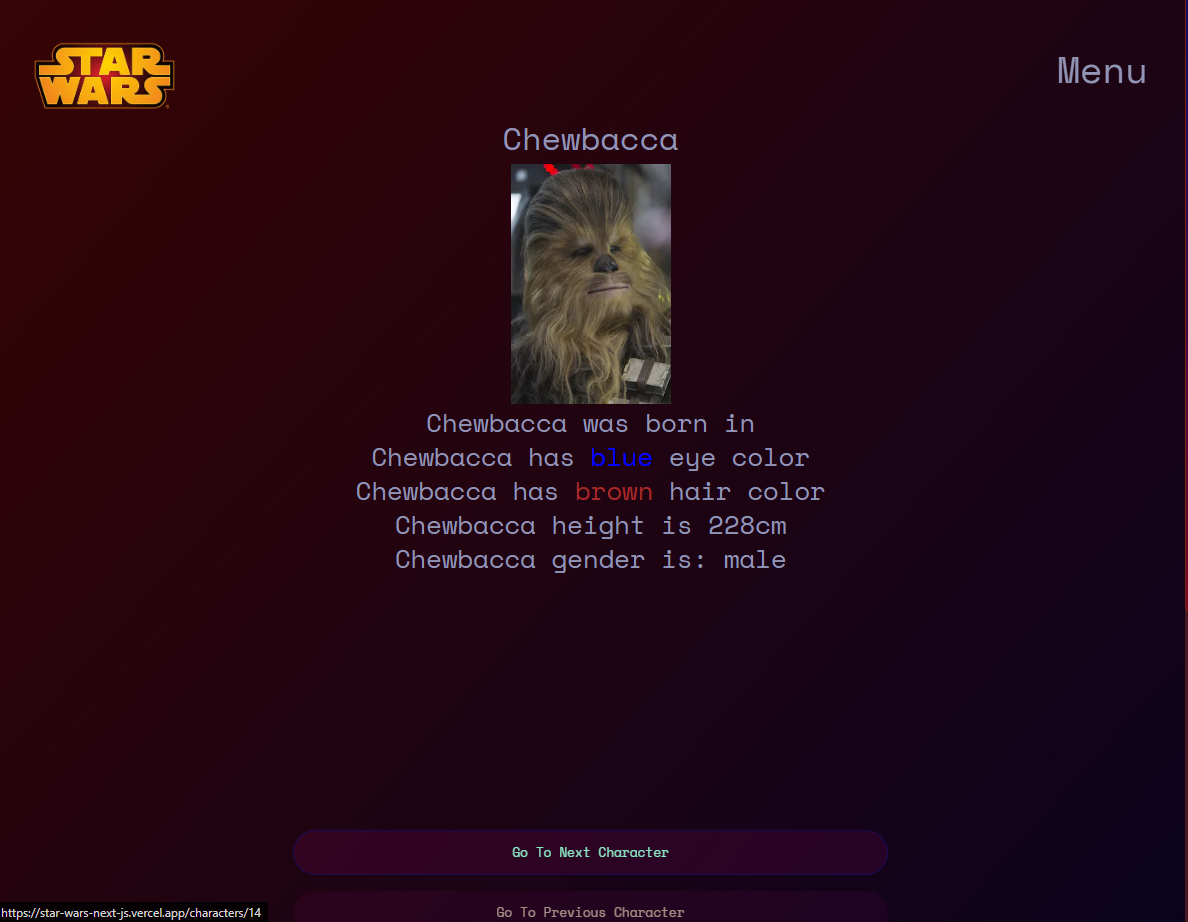 STAR
WARS
Menu
Chewbacca
Chewbacca was born in
Chewbacca has blue eye color
Chewbacca has brown hair color
Chewbacca height is 228cm
Chewbacca gender is: male
Go To Next Character
Go To Previous Character
https://star-wars-next-js.vercel.app/characters/14